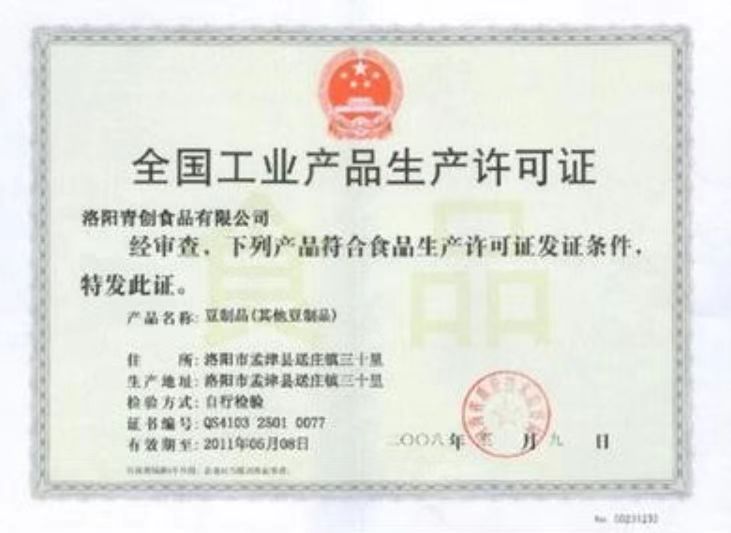 全国工业产品生产许可证
洛阳青创食品有限公司
经审查，下列产品符合食品生产许可证发证条件，
特发此证。
产品名称: 豆制品(其他豆制品)
住 所: 洛阳市孟津县送庄镇三十里
生产地址: 洛阳市孟津县送庄镇三十里
检验方式: 自行检验
证书编号: QS4103 2501 0077
有效期至: 2011年06月08日
二〇〇八年 月九日
食品